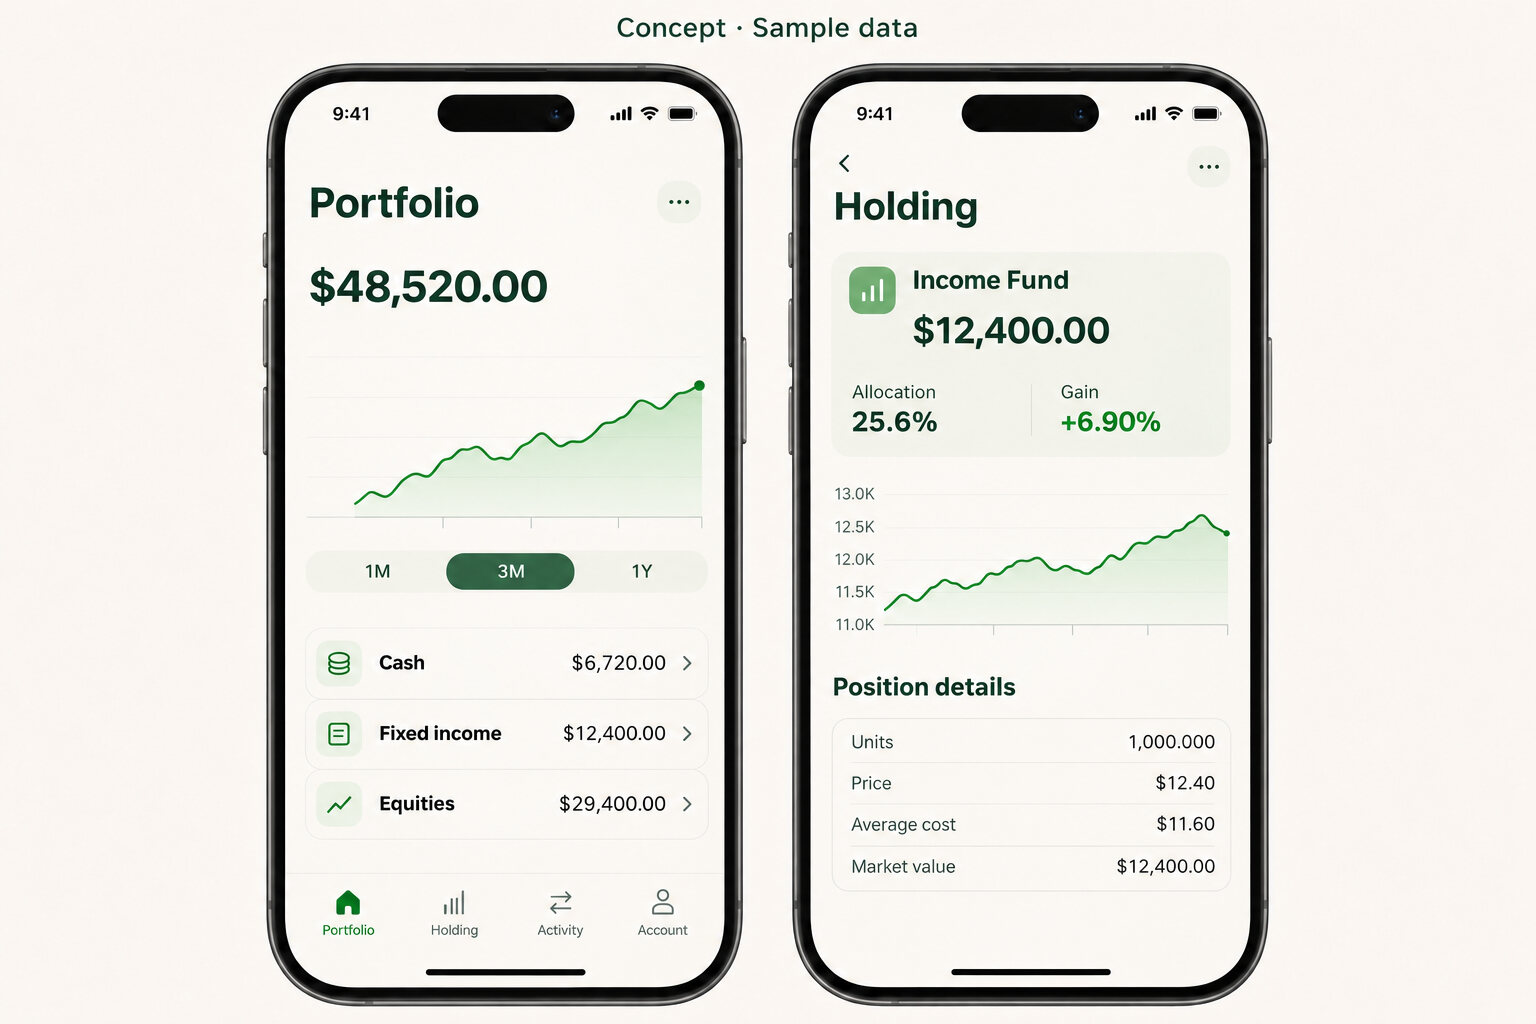 Concept · Sample data
9:41
Portfolio
$48,520.00
1M 3M 1Y
Cash $6,720.00
Fixed income $12,400.00
Equities $29,400.00
Portfolio Holding Activity Account
9:41
Holding
Income Fund
$12,400.00
Allocation Gain
25.6% +6.90%
13.0K
12.5K
12.0K
11.5K
11.0K
Position details
Units 1,000.000
Price $12.40
Average cost $11.60
Market value $12,400.00